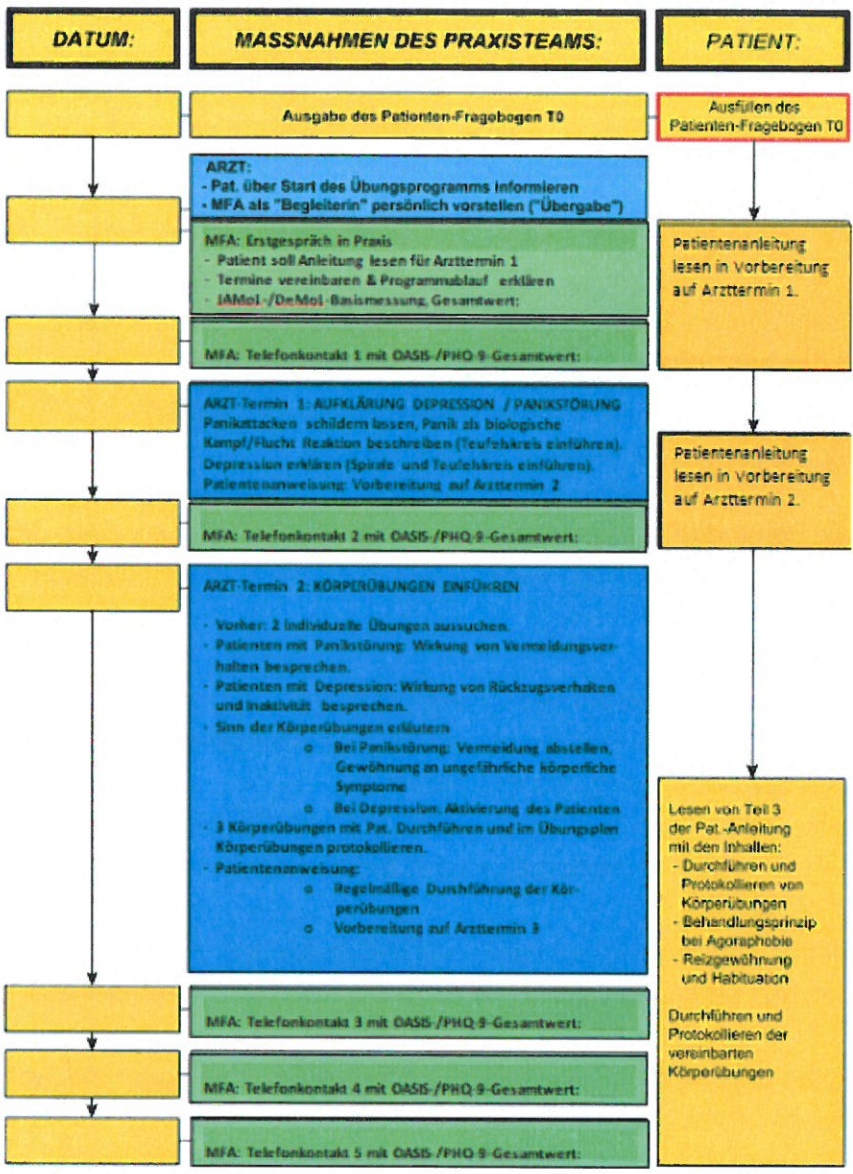 DATUM:
MASSNAHMEN DES PRAXISTEAMS:
PATIENT:
Ausgabe des Patienten-Fragebogen T0
Ausfüllen des
Patienten-Fragebogen T0
ARZT:
- Pat. über Start des Übungsprogramms informieren
- MFA als "Begleiterin" persönlich vorstellen ("Übergabe")
MFA: Erstgespräch in Praxis
- Patient soll Anleitung lesen für Arzttermin 1
- Termine vereinbaren & Programmablauf erklären
- JAMoL-/DeMoL-Basismessung, Gesamtwert:
Patientenanleitung
lesen in Vorbereitung
auf Arzttermin 1.
MFA: Telefonkontakt 1 mit OASIS-/PHQ-9-Gesamtwert:
ARZT-Termin 1: AUFKLÄRUNG DEPRESSION / PANIKSTÖRUNG
Panikattacken schildern lassen, Panik als biologische
Kampf/Flucht Reaktion beschreiben (Teufelskreis einführen).
Depression erklären (Spirale und Teufelskreis einführen).
Patientenanweisung: Vorbereitung auf Arzttermin 2
Patientenanleitung
lesen in Vorbereitung
auf Arzttermin 2.
MFA: Telefonkontakt 2 mit OASIS-/PHQ-9-Gesamtwert:
ARZT-Termin 2: KÖRPERÜBUNGEN EINFÜHREN
- Vorher: 2 individuelle Übungen aussuchen.
- Patienten mit Panikstörung: Wirkung von Vermeidungsver-
halten besprechen.
- Patienten mit Depression: Wirkung von Rückzugsverhalten
und Inaktivität besprechen.
- Sinn der Körperübungen erläutern
o Bei Panikstörung: Vermeidung abstellen,
Gewöhnung an ungefährliche körperliche
Symptome
o Bei Depression: Aktivierung des Patienten
- 3 Körperübungen mit Pat. Durchführen und im Übungsplan
Körperübungen protokollieren.
- Patientenanweisung:
o Regelmäßige Durchführung der Kör-
perübungen
o Vorbereitung auf Arzttermin 3
Lesen von Teil 3
der Pat.-Anleitung
mit den Inhalten:
- Durchführen und
Protokollieren von
Körperübungen
- Behandlungsprinzip
bei Agoraphobie
- Reizgewöhnung
und Habituation
Durchführen und
Protokollieren der
vereinbarten
Körperübungen
MFA: Telefonkontakt 3 mit OASIS-/PHQ-9-Gesamtwert:
MFA: Telefonkontakt 4 mit OASIS-/PHQ-9-Gesamtwert:
MFA: Telefonkontakt 5 mit OASIS-/PHQ-9-Gesamtwert: